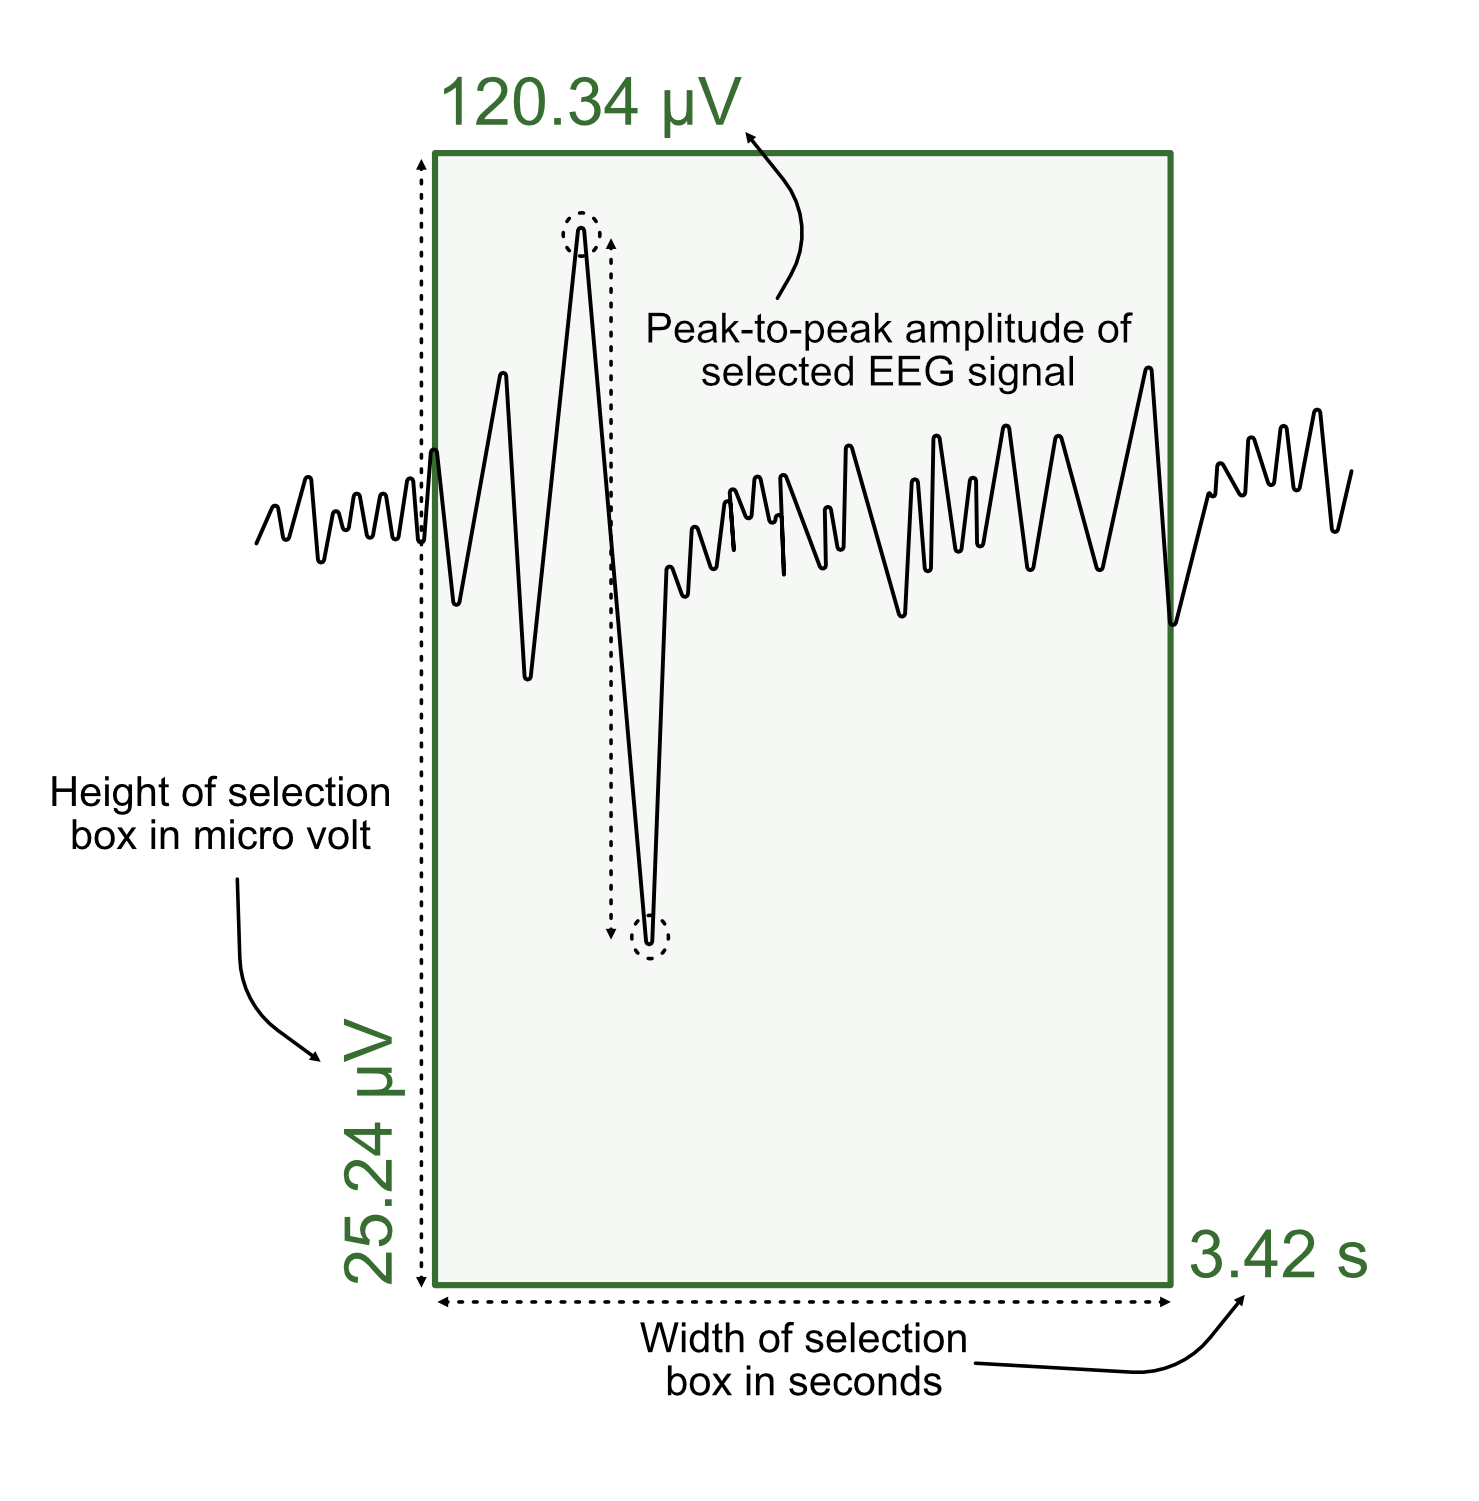 120.34 µV
Peak-to-peak amplitude of
selected EEG signal
Height of selection
box in micro volt
25.24 µV
3.42 s
Width of selection
box in seconds